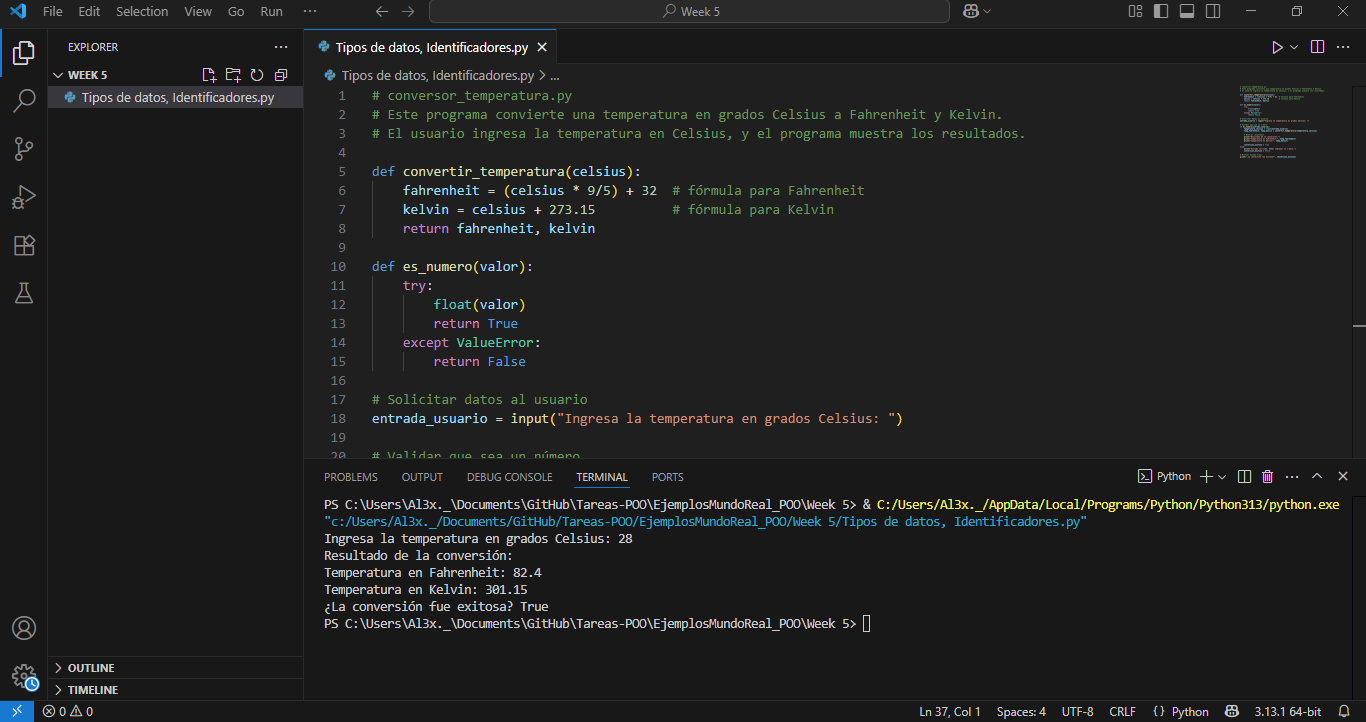 File Edit Selection View Go Run ··· Week 5
EXPLORER ···
WEEK 5
Tipos de datos, Identificadores.py
OUTLINE
TIMELINE
Tipos de datos, Identificadores.py
Tipos de datos, Identificadores.py > ...
1 # conversor_temperatura.py
2 # Este programa convierte una temperatura en grados Celsius a Fahrenheit y Kelvin.
3 # El usuario ingresa la temperatura en Celsius, y el programa muestra los resultados.
4
5 def convertir_temperatura(celsius):
6 fahrenheit = (celsius * 9/5) + 32 # fórmula para Fahrenheit
7 kelvin = celsius + 273.15 # fórmula para Kelvin
8 return fahrenheit, kelvin
9
10 def es_numero(valor):
11 try:
12 float(valor)
13 return True
14 except ValueError:
15 return False
16
17 # Solicitar datos al usuario
18 entrada_usuario = input("Ingresa la temperatura en grados Celsius: ")
19
20 # Validar que sea un número
PROBLEMS OUTPUT DEBUG CONSOLE TERMINAL PORTS Python
PS C:\Users\Al3x._\Documents\GitHub\Tareas-POO\EjemplosMundoReal_POO\Week 5> & C:/Users/Al3x._/AppData/Local/Programs/Python/Python313/python.exe
"c:/Users/Al3x._/Documents/GitHub/Tareas-POO/EjemplosMundoReal_POO/Week 5/Tipos de datos, Identificadores.py"
Ingresa la temperatura en grados Celsius: 28
Resultado de la conversión:
Temperatura en Fahrenheit: 82.4
Temperatura en Kelvin: 301.15
¿La conversión fue exitosa? True
PS C:\Users\Al3x._\Documents\GitHub\Tareas-POO\EjemplosMundoReal_POO\Week 5>
0 0 Ln 37, Col 1 Spaces: 4 UTF-8 CRLF {} Python 3.13.1 64-bit